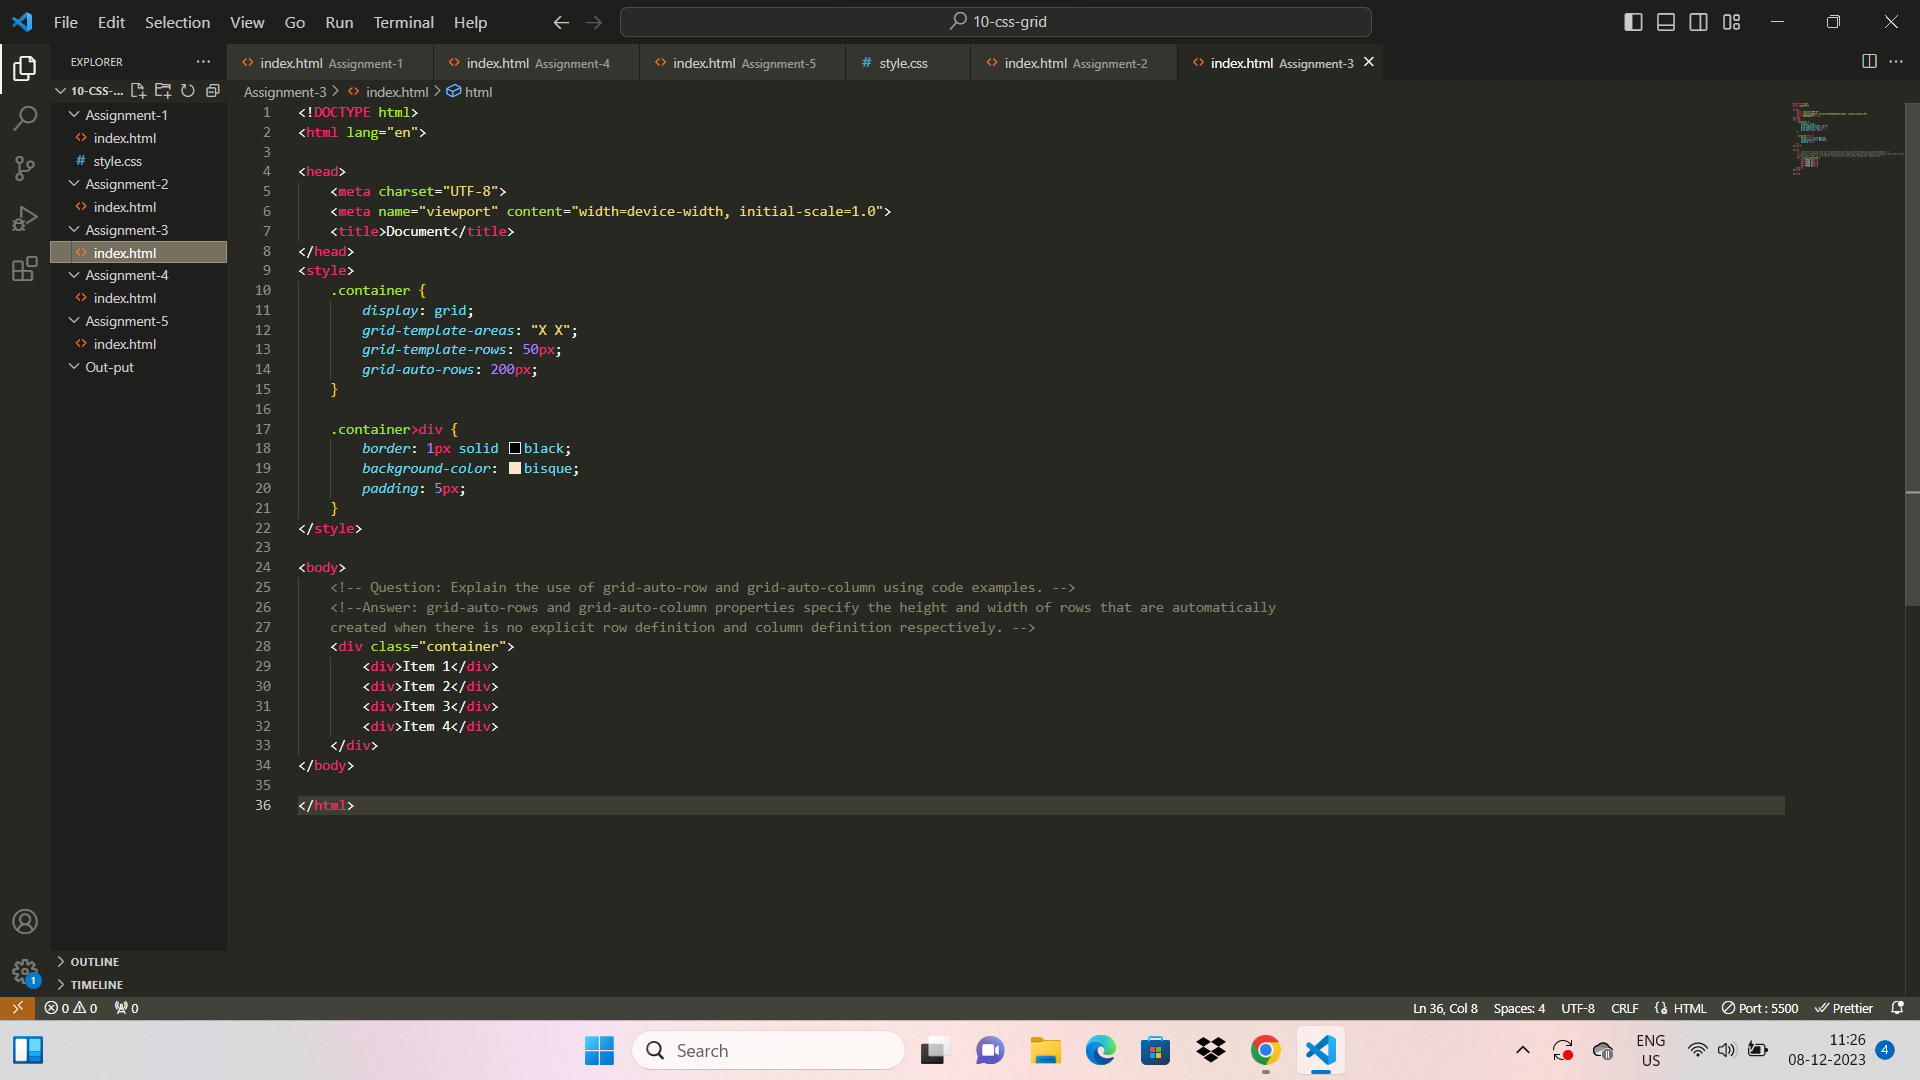 File Edit Selection View Go Run Terminal Help
10-css-grid
EXPLORER
index.html Assignment-1
index.html Assignment-4
index.html Assignment-5
# style.css
index.html Assignment-2
index.html Assignment-3
10-CSS-...
Assignment-1
index.html
# style.css
Assignment-2
index.html
Assignment-3
index.html
Assignment-4
index.html
Assignment-5
index.html
Out-put
OUTLINE
TIMELINE
Assignment-3 > index.html > html
1 <!DOCTYPE html>
2 <html lang="en">
3
4 <head>
5 <meta charset="UTF-8">
6 <meta name="viewport" content="width=device-width, initial-scale=1.0">
7 <title>Document</title>
8 </head>
9 <style>
10 .container {
11 display: grid;
12 grid-template-areas: "X X";
13 grid-template-rows: 50px;
14 grid-auto-rows: 200px;
15 }
16
17 .container>div {
18 border: 1px solid black;
19 background-color: bisque;
20 padding: 5px;
21 }
22 </style>
23
24 <body>
25 <!-- Question: Explain the use of grid-auto-row and grid-auto-column using code examples. -->
26 <!--Answer: grid-auto-rows and grid-auto-column properties specify the height and width of rows that are automatically
27 created when there is no explicit row definition and column definition respectively. -->
28 <div class="container">
29 <div>Item 1</div>
30 <div>Item 2</div>
31 <div>Item 3</div>
32 <div>Item 4</div>
33 </div>
34 </body>
35
36 </html>
1
0 0 0
Ln 36, Col 8 Spaces: 4 UTF-8 CRLF HTML Port : 5500 Prettier
Search
ENG
US
11:26
08-12-2023
4